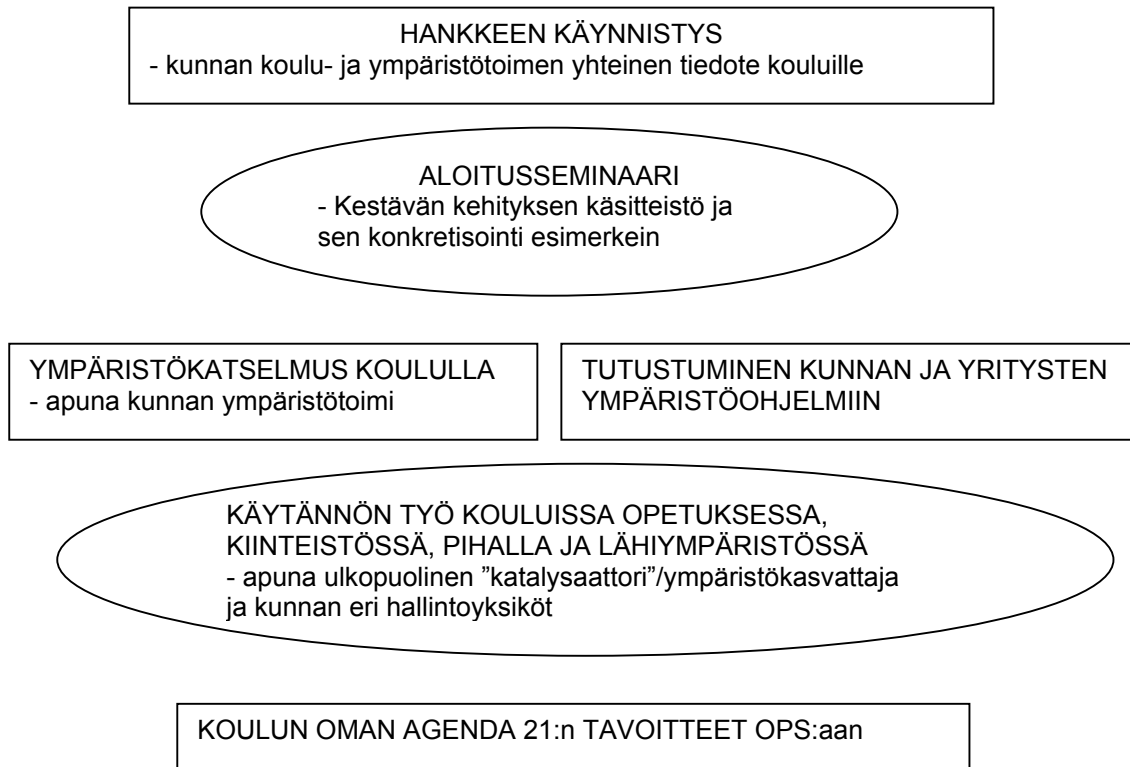 HANKKEEN KÄYNNISTYS
- kunnan koulu- ja ympäristötoimen yhteinen tiedote kouluille
ALOITUSSEMINAARI
- Kestävän kehityksen käsitteistö ja
sen konkretisointi esimerkein
YMPÄRISTÖKATSELMUS KOULULLA
- apuna kunnan ympäristötoimi
TUTUSTUMINEN KUNNAN JA YRITYSTEN
YMPÄRISTÖOHJELMIIN
KÄYTÄNNÖN TYÖ KOULUISSA OPETUKSESSA,
KIINTEISTÖSSÄ, PIHALLA JA LÄHIYMPÄRISTÖSSÄ
- apuna ulkopuolinen ”katalysaattori”/ympäristökasvattaja
ja kunnan eri hallintoyksiköt
KOULUN OMAN AGENDA 21:n TAVOITTEET OPS:aan